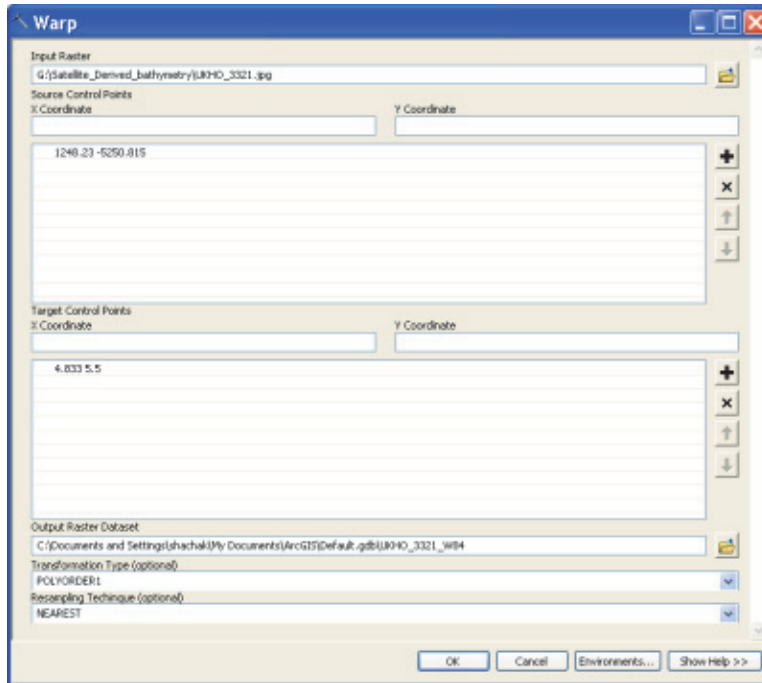 Warp
Input Raster
G:\Satellite_Derived_bathymetry\UKHO_3321.jpg
Source Control Points
X Coordinate Y Coordinate
1248.23 -5250.815
Target Control Points
X Coordinate Y Coordinate
4.833 5.5
Output Raster Dataset
C:\Documents and Settings\shachak\My Documents\ArcGIS\Default.gdb\UKHO_3321_W84
Transformation Type (optional)
POLYORDER1
Resampling Techinque (optional)
NEAREST
OK Cancel Environments... Show Help >>